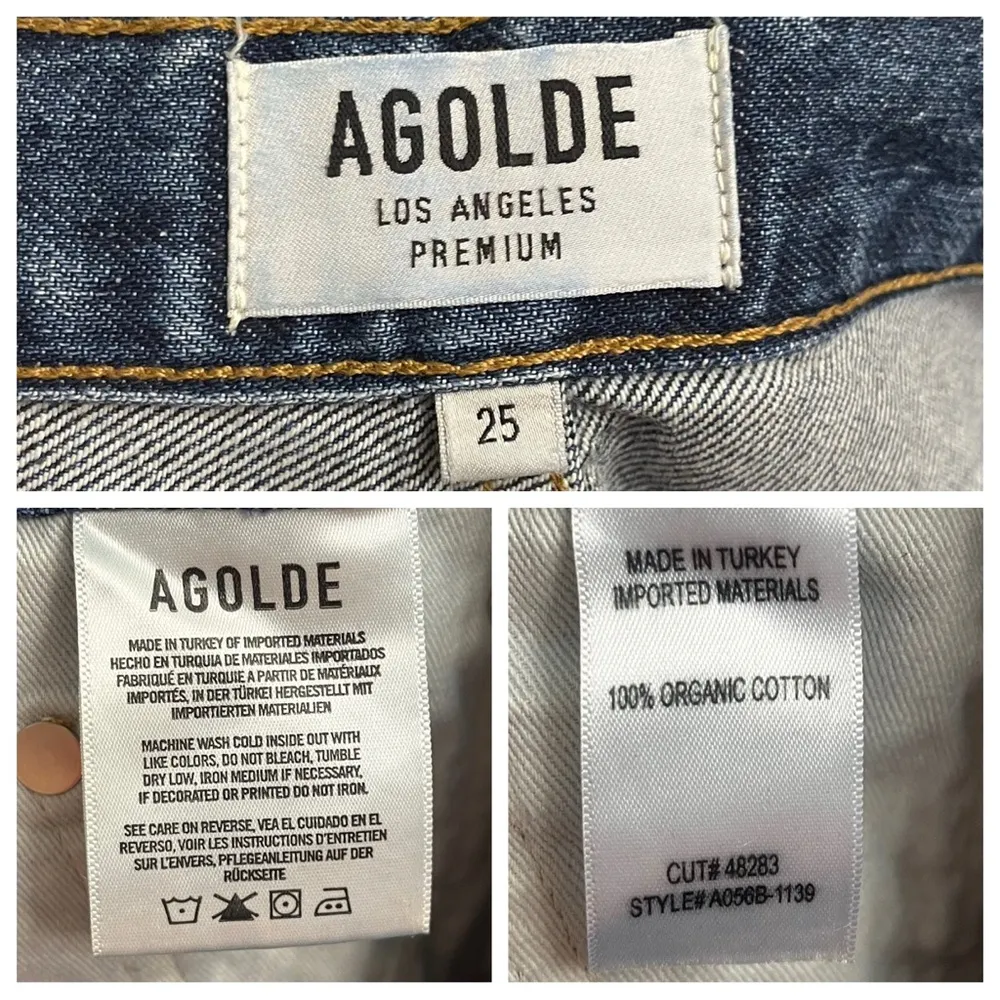 AGOLDE
LOS ANGELES
PREMIUM
25
AGOLDE
MADE IN TURKEY OF IMPORTED MATERIALS
HECHO EN TURQUIA DE MATERIALES IMPORTADOS
FABRIQUÉ EN TURQUIE A PARTIR DE MATÉRIAUX
IMPORTÉS, IN DER TÜRKEI HERGESTELLT MIT
IMPORTIERTEN MATERIALIEN
MACHINE WASH COLD INSIDE OUT WITH
LIKE COLORS, DO NOT BLEACH, TUMBLE
DRY LOW, IRON MEDIUM IF NECESSARY,
IF DECORATED OR PRINTED DO NOT IRON.
SEE CARE ON REVERSE, VEA EL CUIDADO EN EL
REVERSO, VOIR LES INSTRUCTIONS D'ENTRETIEN
SUR L'ENVERS, PFLEGEANLEITUNG AUF DER
RÜCKSEITE
MADE IN TURKEY
IMPORTED MATERIALS
100% ORGANIC COTTON
CUT# 48283
STYLE# A056B-1139